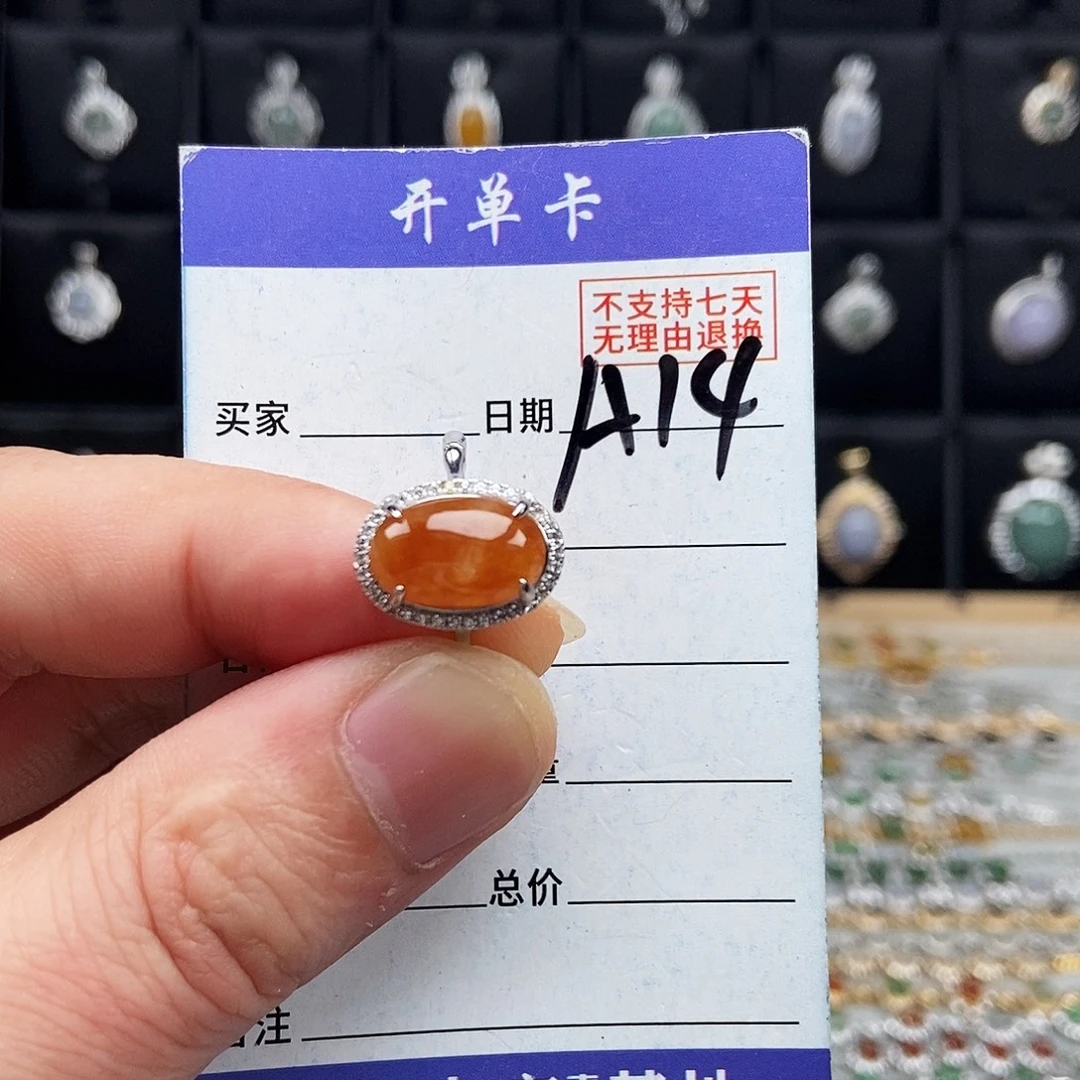 开单卡
不支持七天
无理由退换
买家 日期 A14
总价
注